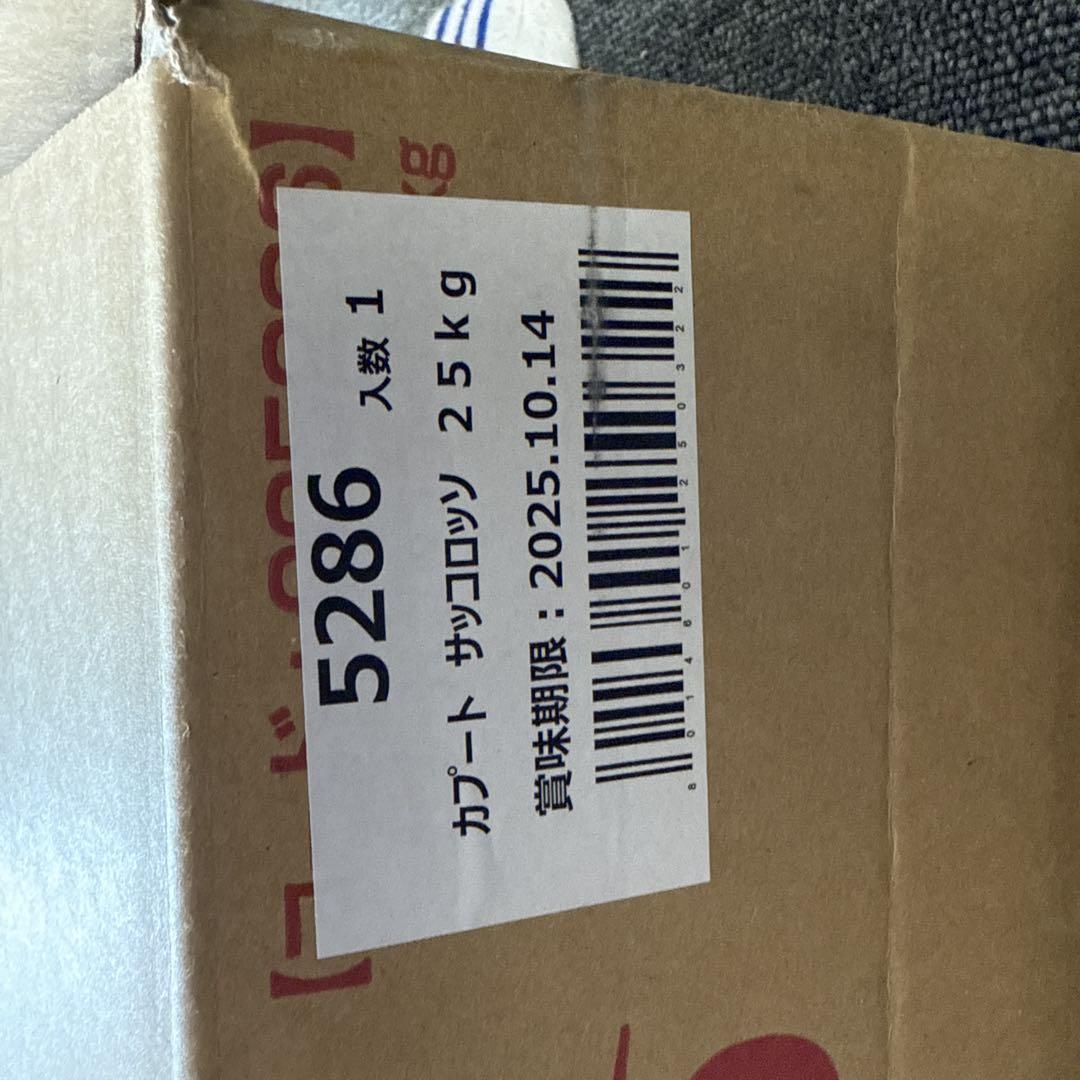 5286 入数 1
カプート サッコロッソ 25kg
賞味期限：2025.10.14
8014601250322
kg